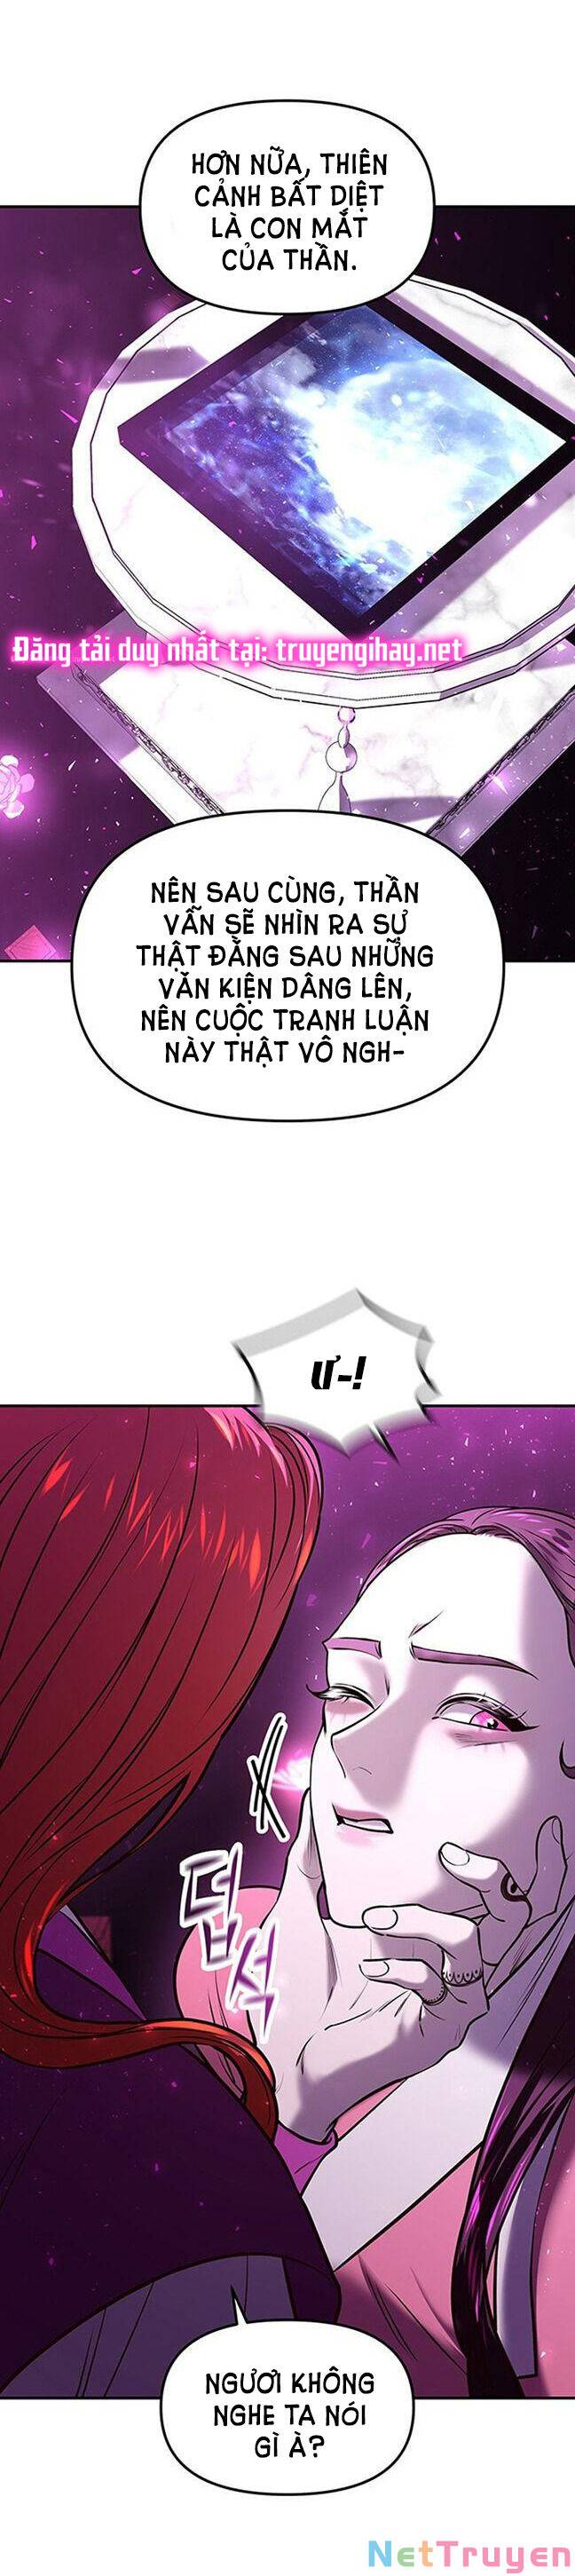 HƠN NỮA, THIÊN
CẢNH BẤT DIỆT
LÀ CON MẮT
CỦA THẦN.
Đăng tải duy nhất tại: truyengihay.net
NÊN SAU CÙNG, THẦN
VẪN SẼ NHÌN RA SỰ
THẬT ĐẰNG SAU NHỮNG
VĂN KIỆN DÂNG LÊN,
NÊN CUỘC TRANH LUẬN
NÀY THẬT VÔ NGH-
Ư-!
덥석
NGƯƠI KHÔNG
NGHE TA NÓI
GÌ À?
NetTruyen